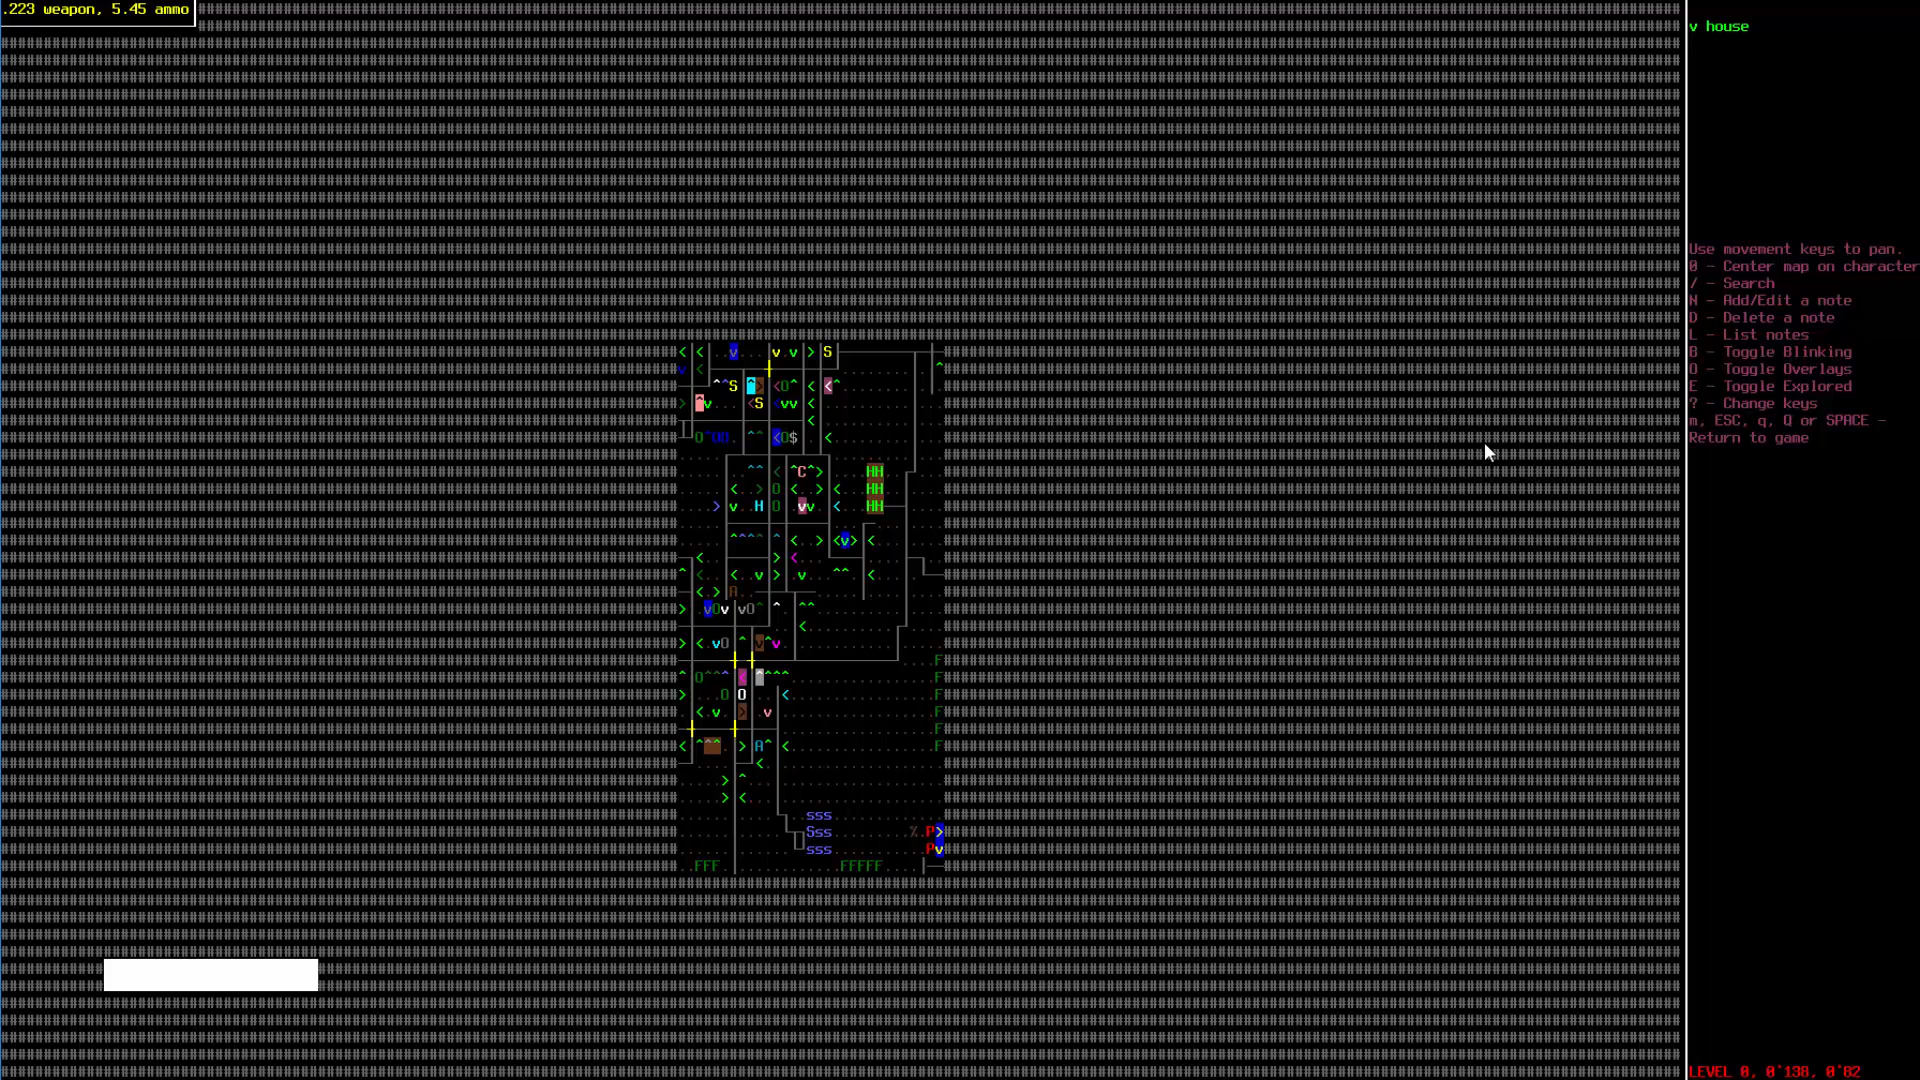 .223 weapon, 5.45 ammo
v house
Use movement keys to pan.
0 - Center map on character
/ - Search
N - Add/Edit a note
D - Delete a note
L - List notes
B - Toggle Blinking
O - Toggle Overlays
E - Toggle Explored
? - Change keys
m, ESC, q, Q or SPACE -
Return to game
LEVEL 0, 0'138, 0'82